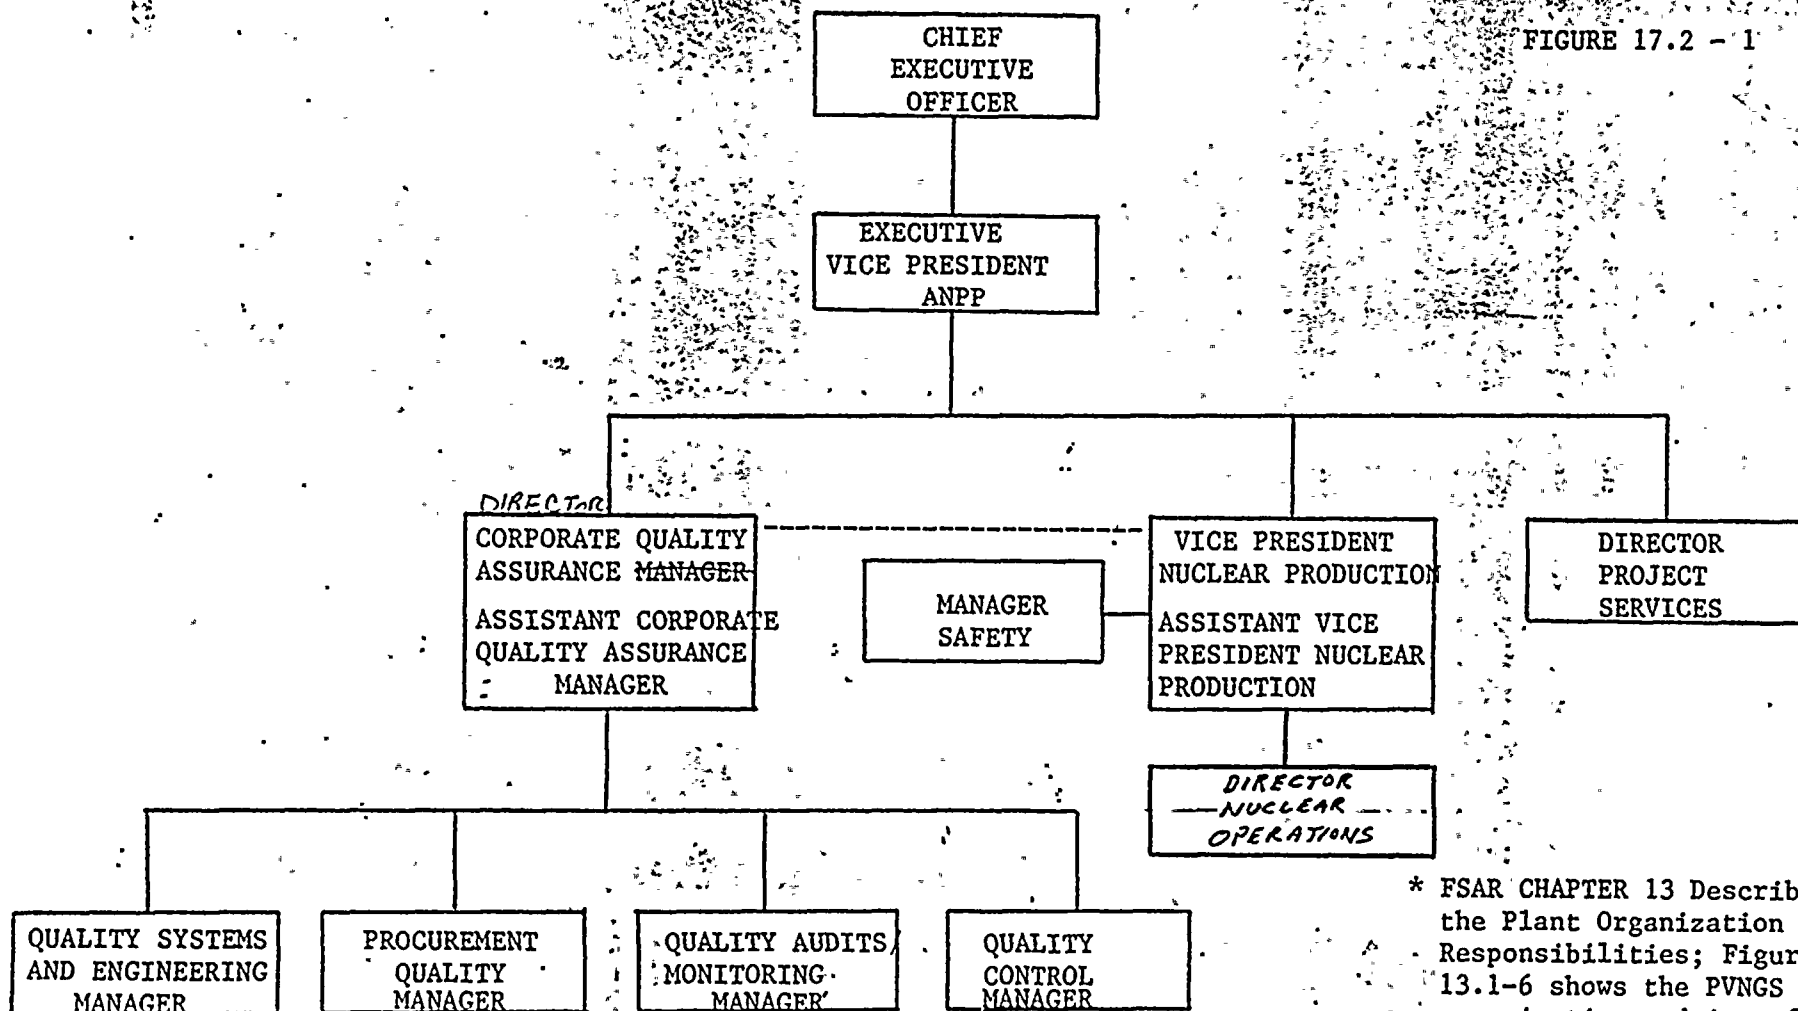 FIGURE 17.2 - 1
CHIEF
EXECUTIVE
OFFICER
EXECUTIVE
VICE PRESIDENT
ANPP
DIRECTOR
CORPORATE QUALITY
ASSURANCE MANAGER
ASSISTANT CORPORATE
QUALITY ASSURANCE
MANAGER
MANAGER
SAFETY
VICE PRESIDENT
NUCLEAR PRODUCTION
ASSISTANT VICE
PRESIDENT NUCLEAR
PRODUCTION
DIRECTOR
PROJECT
SERVICES
DIRECTOR
NUCLEAR
OPERATIONS
QUALITY SYSTEMS
AND ENGINEERING
MANAGER
PROCUREMENT
QUALITY
MANAGER
QUALITY AUDITS/
MONITORING
MANAGER
QUALITY
CONTROL
MANAGER
* FSAR CHAPTER 13 Describ
the Plant Organization
Responsibilities; Figur
13.1-6 shows the PVNGS